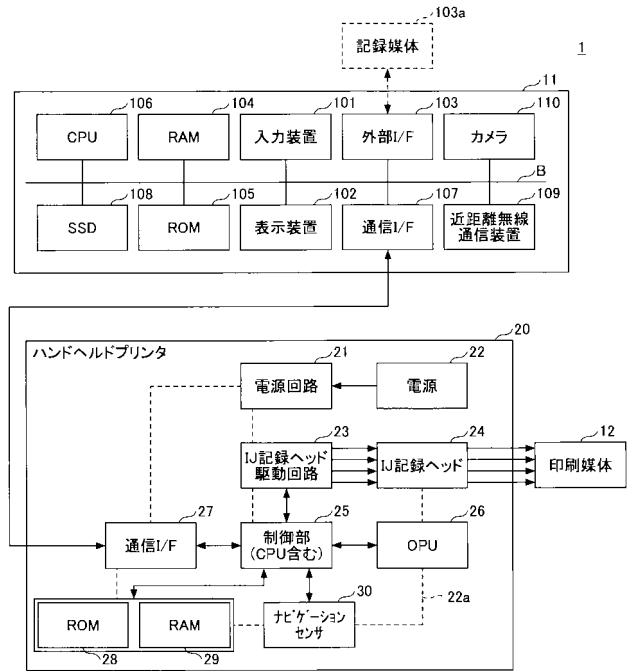 103a
記録媒体
1
11
106
104
101
103
110
CPU
RAM
入力装置
外部I/F
カメラ
B
108
105
102
107
109
SSD
ROM
表示装置
通信I/F
近距離無線
通信装置
20
ハンドヘルドプリンタ
21
22
電源回路
電源
23
24
12
IJ記録ヘッド
駆動回路
IJ記録ヘッド
印刷媒体
27
25
26
通信I/F
制御部
(CPU含む)
OPU
30
22a
ROM
RAM
ナビゲーション
センサ
28
29